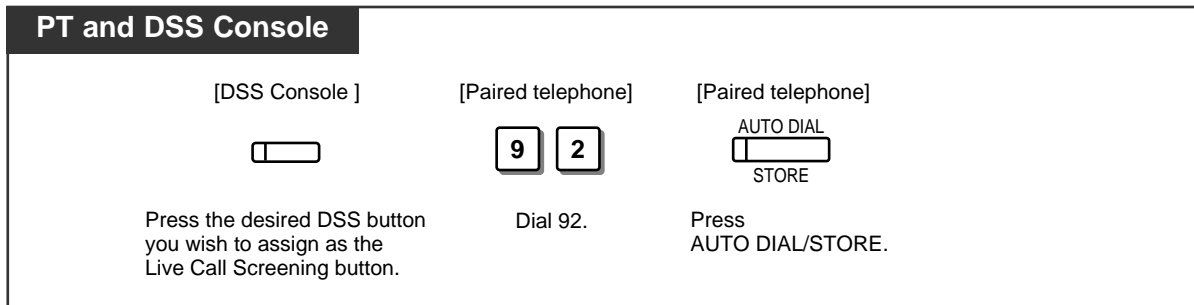 PT and DSS Console
[DSS Console ]
[Paired telephone]
[Paired telephone]
9 2
AUTO DIAL
STORE
Press the desired DSS button
you wish to assign as the
Live Call Screening button.
Dial 92.
Press
AUTO DIAL/STORE.